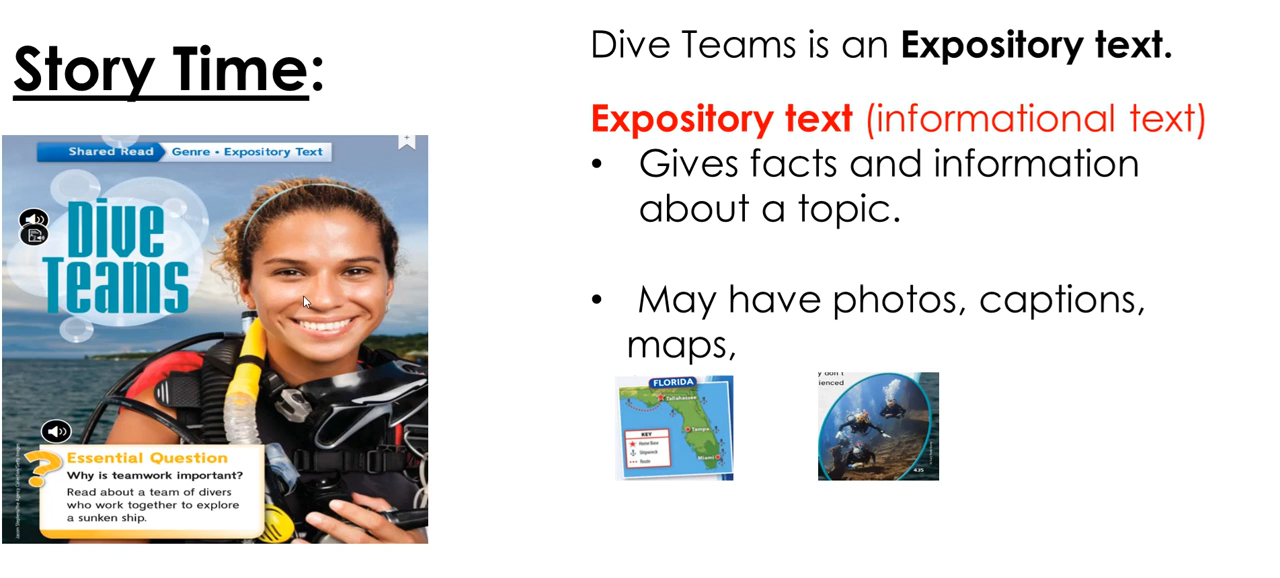 Story Time:
Shared Read Genre • Expository Text
Dive
Teams
Essential Question
Why is teamwork important?
Read about a team of divers
who work together to explore
a sunken ship.
Dive Teams is an Expository text.
Expository text (informational text)
• Gives facts and information
about a topic.
• May have photos, captions,
maps,
FLORIDA
Tallahassee
Tampa
Miami
KEY
Home Base
Shipwreck
Route
ienced
435